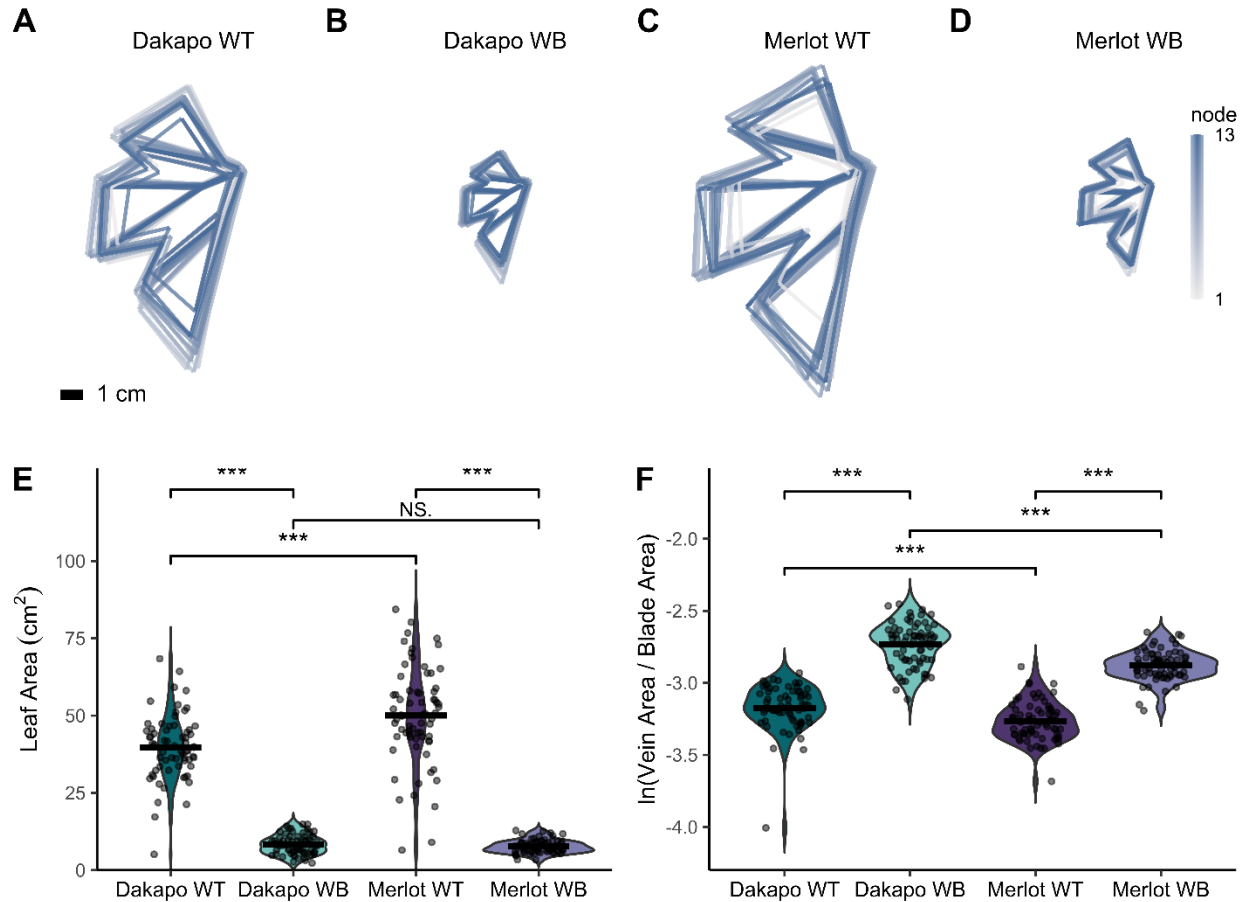 A
Dakapo WT
B
Dakapo WB
C
Merlot WT
D
Merlot WB
node
13
1
1 cm
E
***
***
NS.
***
Leaf Area (cm²)
100
75
50
25
0
Dakapo WT
Dakapo WB
Merlot WT
Merlot WB
F
***
***
***
***
ln(Vein Area / Blade Area)
-2.0
-2.5
-3.0
-3.5
-4.0
Dakapo WT
Dakapo WB
Merlot WT
Merlot WB